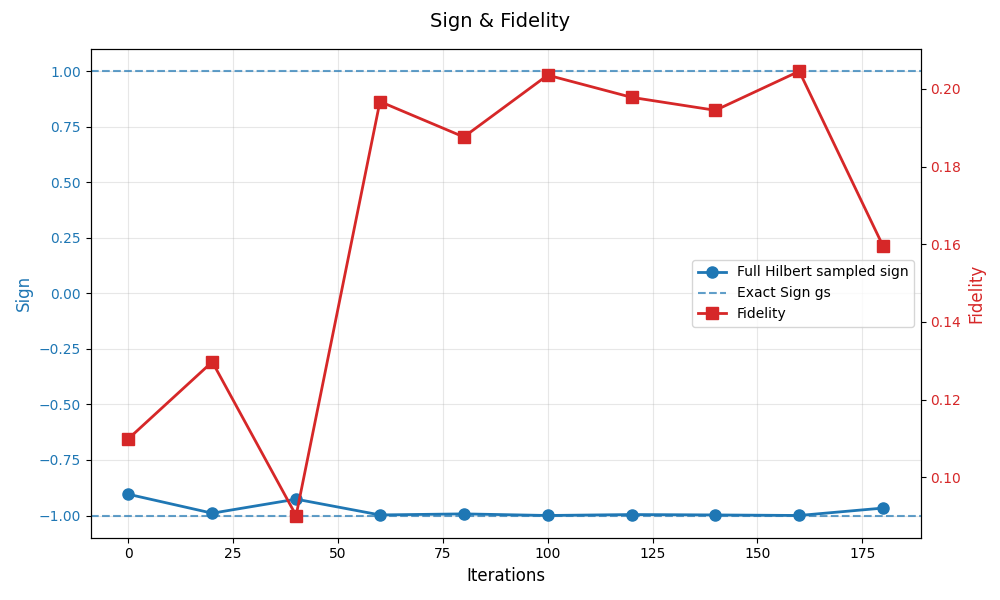 Sign & Fidelity
Sign
1.00
0.75
0.50
0.25
0.00
−0.25
−0.50
−0.75
−1.00
0.20
0.18
0.16
0.14
0.12
0.10
Fidelity
Full Hilbert sampled sign
Exact Sign gs
Fidelity
0 25 50 75 100 125 150 175
Iterations